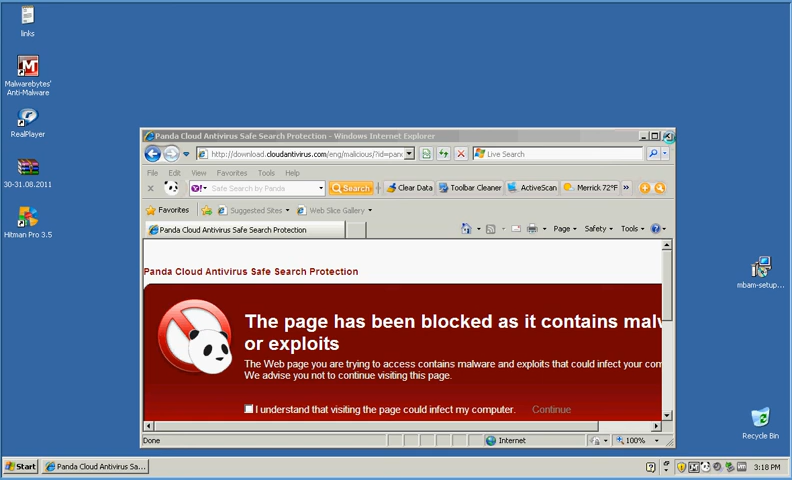 links
Malwarebytes'
Anti-Malware
RealPlayer
30-31.08.2011
Hitman Pro 3.5
Panda Cloud Antivirus Safe Search Protection - Windows Internet Explorer
http://download.cloudantivirus.com/eng/malicious/?id=pan
Live Search
File Edit View Favorites Tools Help
Y! Safe Search by Panda Search Clear Data Toolbar Cleaner ActiveScan Merrick 72°F »
Favorites Suggested Sites Web Slice Gallery
Panda Cloud Antivirus Safe Search Protection
Page Safety Tools
Panda Cloud Antivirus Safe Search Protection
The page has been blocked as it contains malw
or exploits
The Web page you are trying to access contains malware and exploits that could infect your com
We advise you not to continue visiting this page.
I understand that visiting the page could infect my computer. Continue
Done Internet 100%
mbam-setup...
Recycle Bin
Start Panda Cloud Antivirus Sa... 3:18 PM